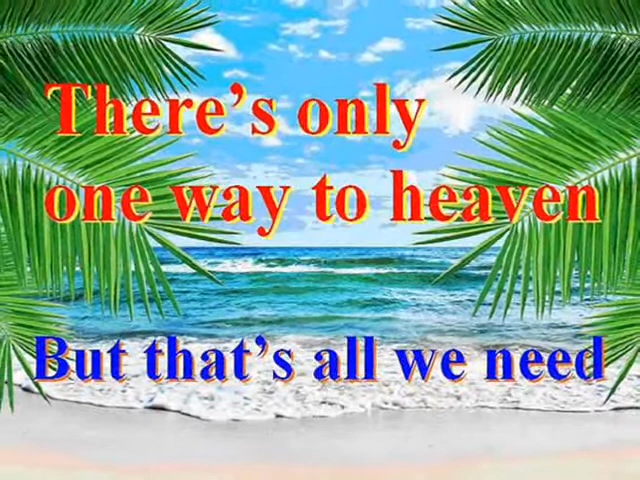 There’s only
one way to heaven
But that’s all we need